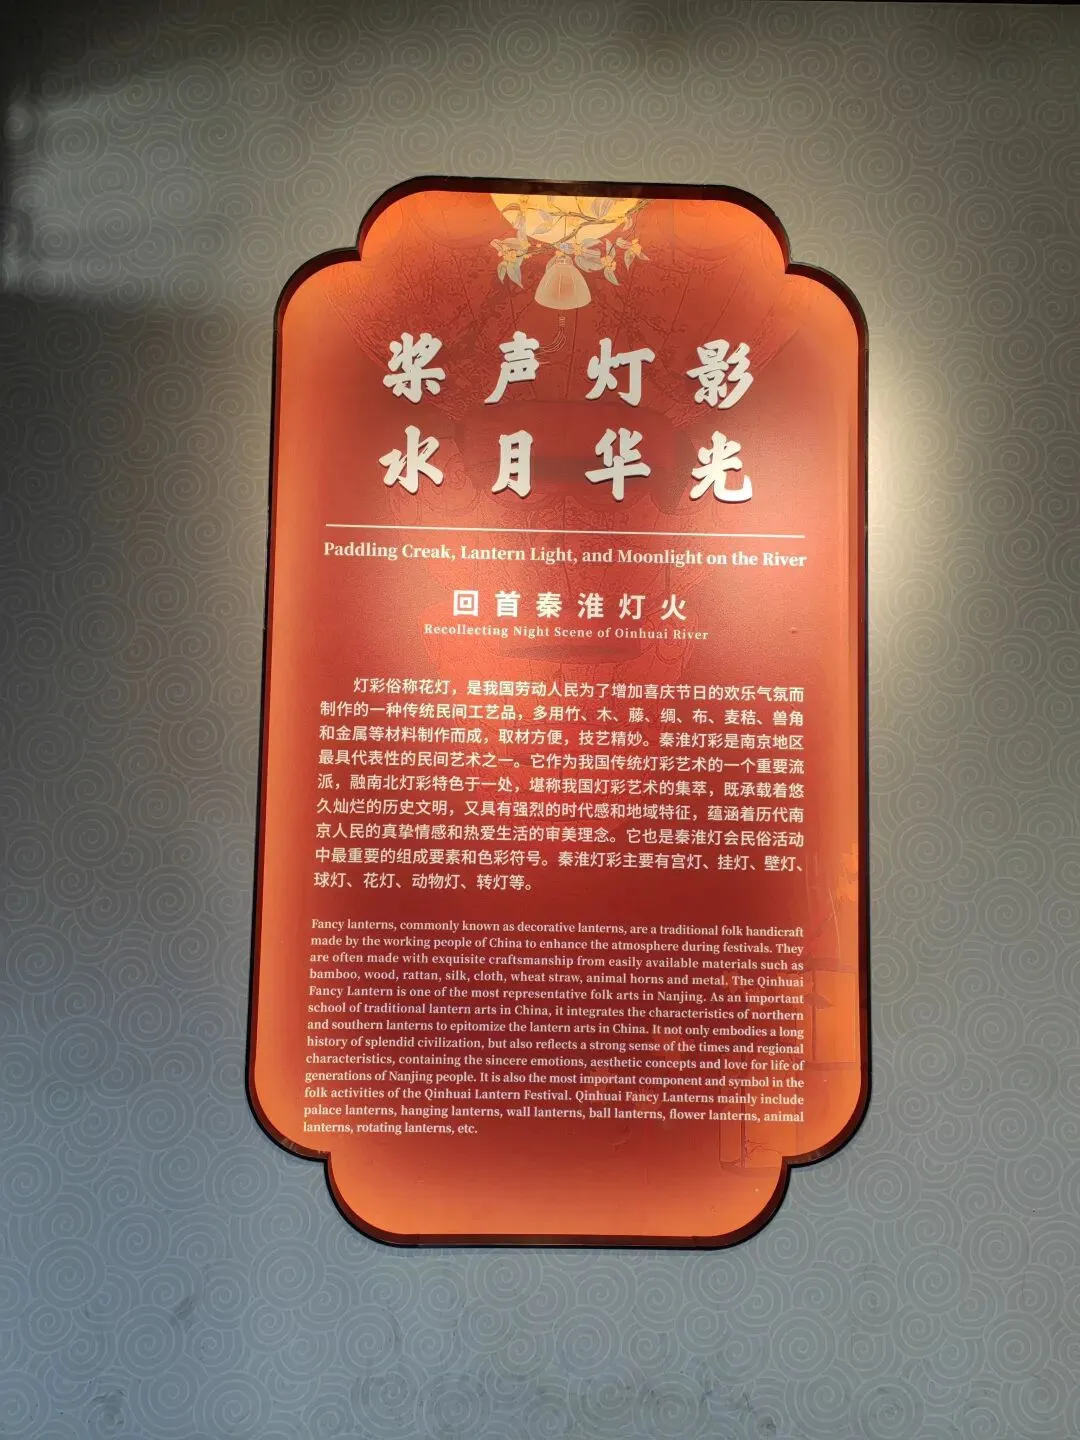 桨声灯影
水月华光
Paddling Creak, Lantern Light, and Moonlight on the River
回首秦淮灯火
Recollecting Night Scene of Oinhuai River
灯彩俗称花灯，是我国劳动人民为了增加喜庆节日的欢乐气氛而
制作的一种传统民间工艺品，多用竹、木、藤、绸、布、麦秸、兽角
和金属等材料制作而成，取材方便，技艺精妙。秦淮灯彩是南京地区
最具代表性的民间艺术之一。它作为我国传统灯彩艺术的一个重要流
派，融南北灯彩特色于一处，堪称我国灯彩艺术的集萃，既承载着悠
久灿烂的历史文明，又具有强烈的时代感和地域特征，蕴涵着历代南
京人民的真挚情感和热爱生活的审美理念。它也是秦淮灯会民俗活动
中最重要的组成要素和色彩符号。秦淮灯彩主要有宫灯、挂灯、壁灯、
球灯、花灯、动物灯、转灯等。
Fancy lanterns, commonly known as decorative lanterns, are a traditional folk handicraft
made by the working people of China to enhance the atmosphere during festivals. They
are often made with exquisite craftsmanship from easily available materials such as
bamboo, wood, rattan, silk, cloth, wheat straw, animal horns and metal. The Qinhuai
Fancy Lantern is one of the most representative folk arts in Nanjing. As an important
school of traditional lantern arts in China, it integrates the characteristics of northern
and southern lanterns to epitomize the lantern arts in China. It not only embodies a long
history of splendid civilization, but also reflects a strong sense of the times and regional
characteristics, containing the sincere emotions, aesthetic concepts and love for life of
generations of Nanjing people. It is also the most important component and symbol in the
folk activities of the Qinhuai Lantern Festival. Qinhuai Fancy Lanterns mainly include
palace lanterns, hanging lanterns, wall lanterns, ball lanterns, flower lanterns, animal
lanterns, rotating lanterns, etc.